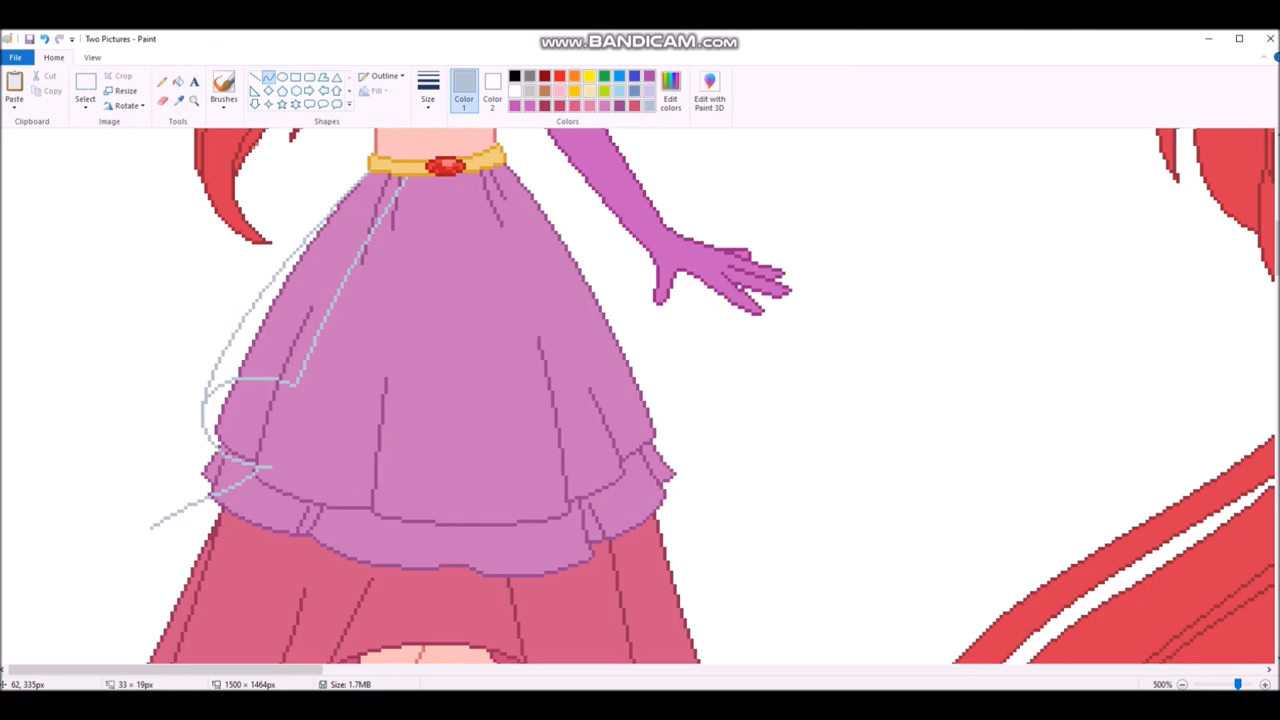 www.BANDICAM.com
Two Pictures - Paint
File
Home
View
Paste
Cut
Copy
Clipboard
Select
Crop
Resize
Rotate
Image
Tools
Brushes
Shapes
Outline
Fill
Size
Color 1
Color 2
Edit colors
Edit with Paint 3D
Colors
62, 335px
33 × 19px
1500 × 1464px
Size: 1.7MB
500%